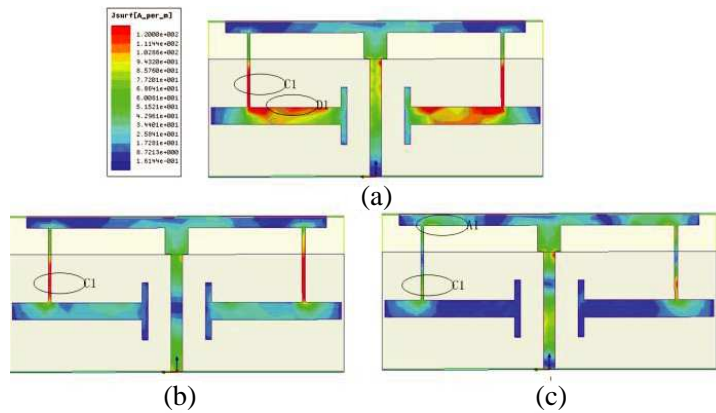 Jsurf[A_per_m]
1.2000e+002
1.1144e+002
1.0288e+002
9.4320e+001
8.5760e+001
7.7201e+001
6.8641e+001
6.0081e+001
5.1521e+001
4.2961e+001
3.4401e+001
2.5841e+001
1.7281e+001
8.7213e+000
1.6144e-001
C1
D1
(a)
C1
A1
C1
(b)
(c)